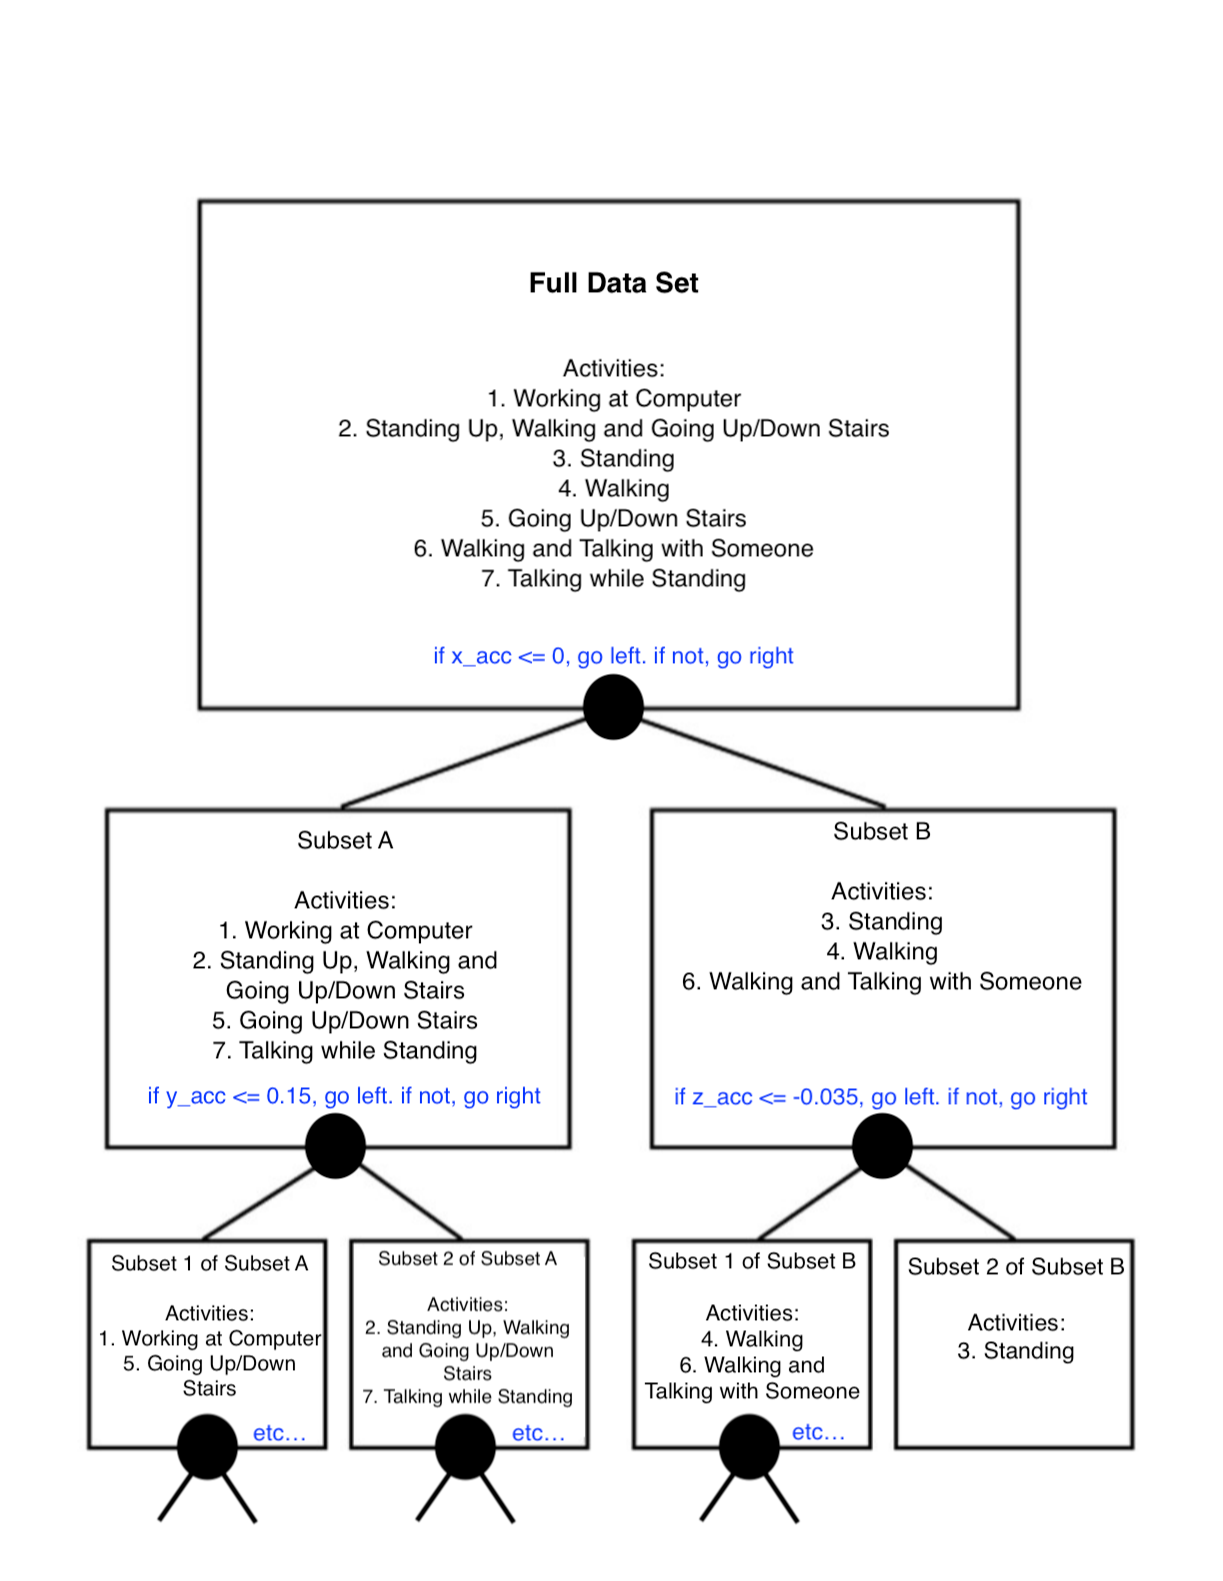 Full Data Set
Activities:
1. Working at Computer
2. Standing Up, Walking and Going Up/Down Stairs
3. Standing
4. Walking
5. Going Up/Down Stairs
6. Walking and Talking with Someone
7. Talking while Standing
if x_acc <= 0, go left. if not, go right
Subset A
Activities:
1. Working at Computer
2. Standing Up, Walking and
Going Up/Down Stairs
5. Going Up/Down Stairs
7. Talking while Standing
if y_acc <= 0.15, go left. if not, go right
Subset B
Activities:
3. Standing
4. Walking
6. Walking and Talking with Someone
if z_acc <= -0.035, go left. if not, go right
Subset 1 of Subset A
Activities:
1. Working at Computer
5. Going Up/Down
Stairs
etc...
Subset 2 of Subset A
Activities:
2. Standing Up, Walking
and Going Up/Down
Stairs
7. Talking while Standing
etc...
Subset 1 of Subset B
Activities:
4. Walking
6. Walking and
Talking with Someone
etc...
Subset 2 of Subset B
Activities:
3. Standing